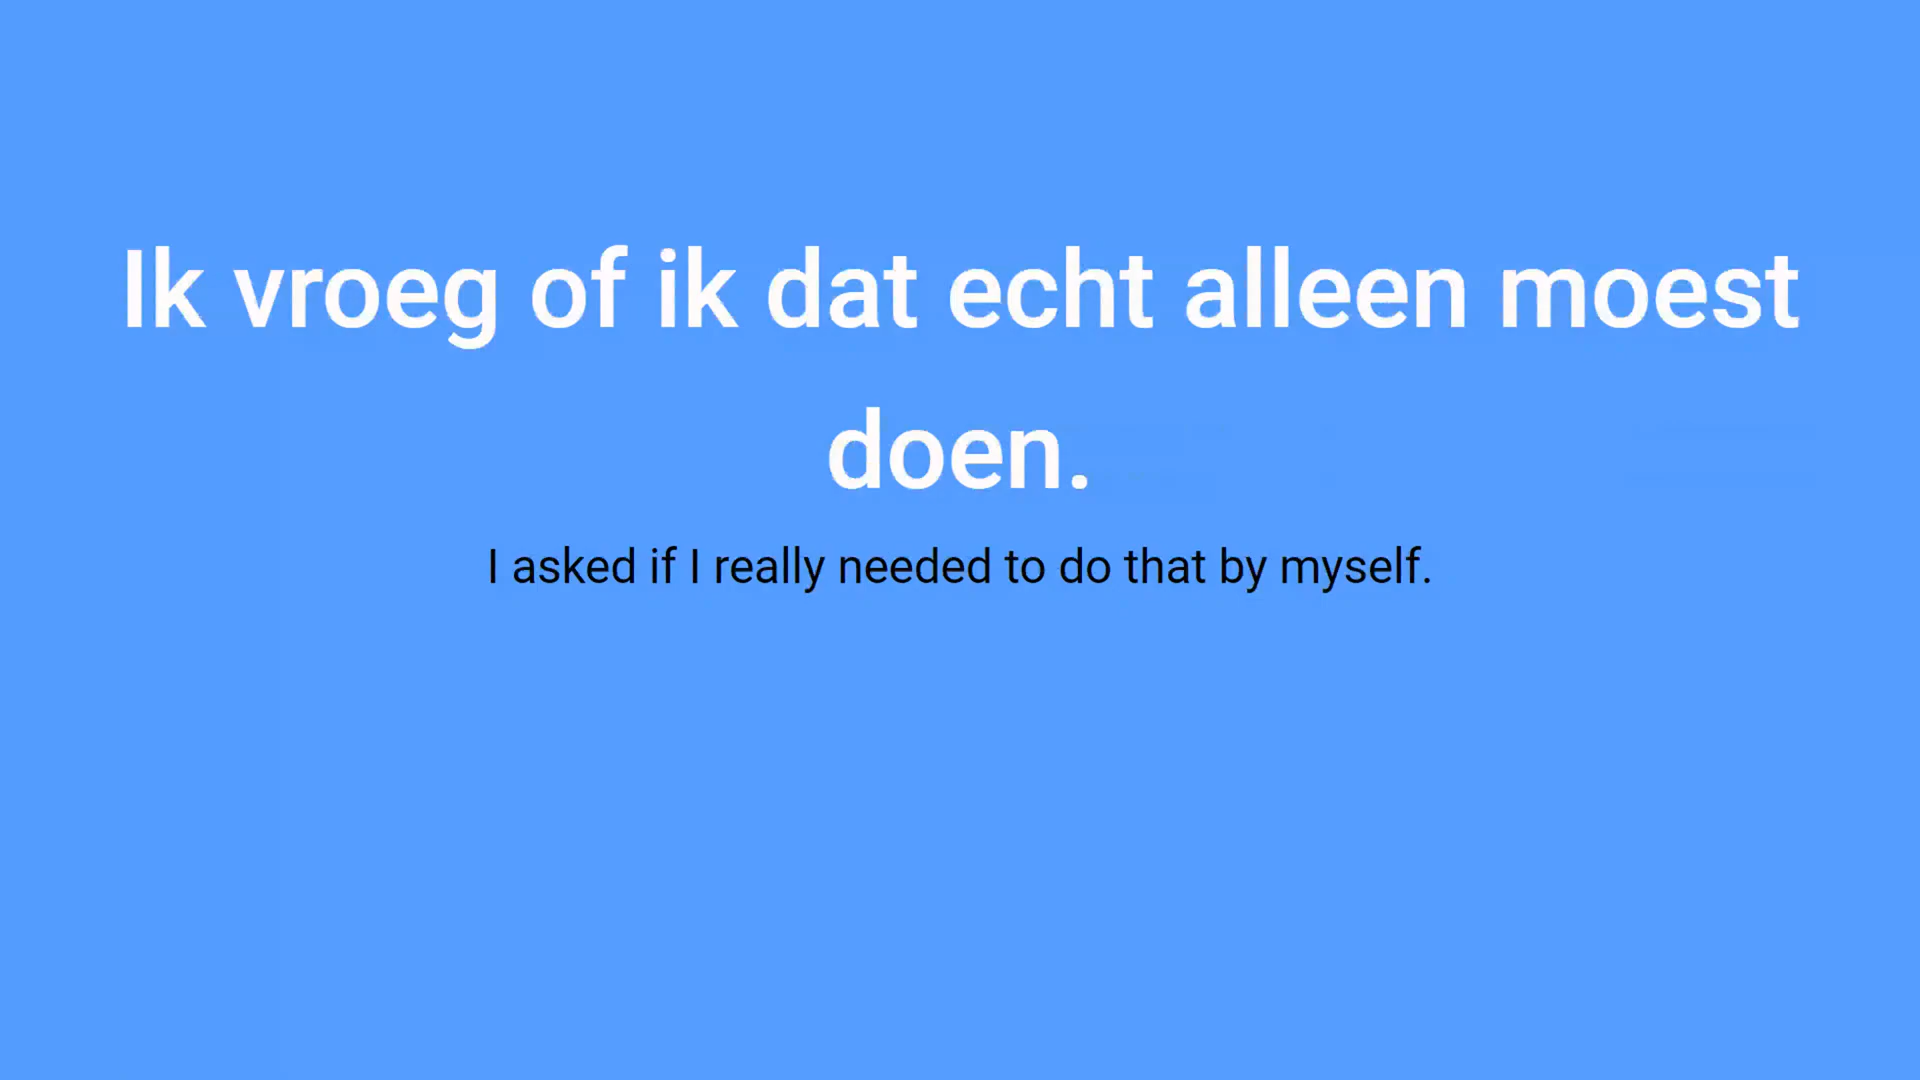 Ik vroeg of ik dat echt alleen moest
doen.
I asked if I really needed to do that by myself.